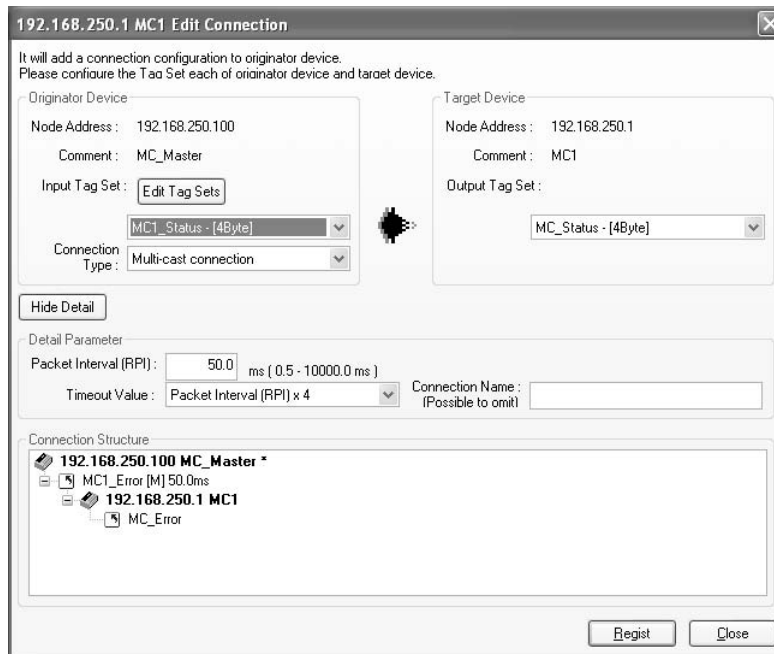 192.168.250.1 MC1 Edit Connection
It will add a connection configuration to originator device.
Please configure the Tag Set each of originator device and target device.
Originator Device
Node Address : 192.168.250.100
Comment : MC_Master
Input Tag Set : Edit Tag Sets
MC1_Status - [4Byte]
Connection Type : Multi-cast connection
Target Device
Node Address : 192.168.250.1
Comment : MC1
Output Tag Set :
MC_Status - [4Byte]
Hide Detail
Detail Parameter
Packet Interval (RPI) : 50.0 ms ( 0.5 - 10000.0 ms )
Timeout Value : Packet Interval (RPI) x 4
Connection Name :
(Possible to omit)
Connection Structure
192.168.250.100 MC_Master *
MC1_Error [M] 50.0ms
192.168.250.1 MC1
MC_Error
Regist Close